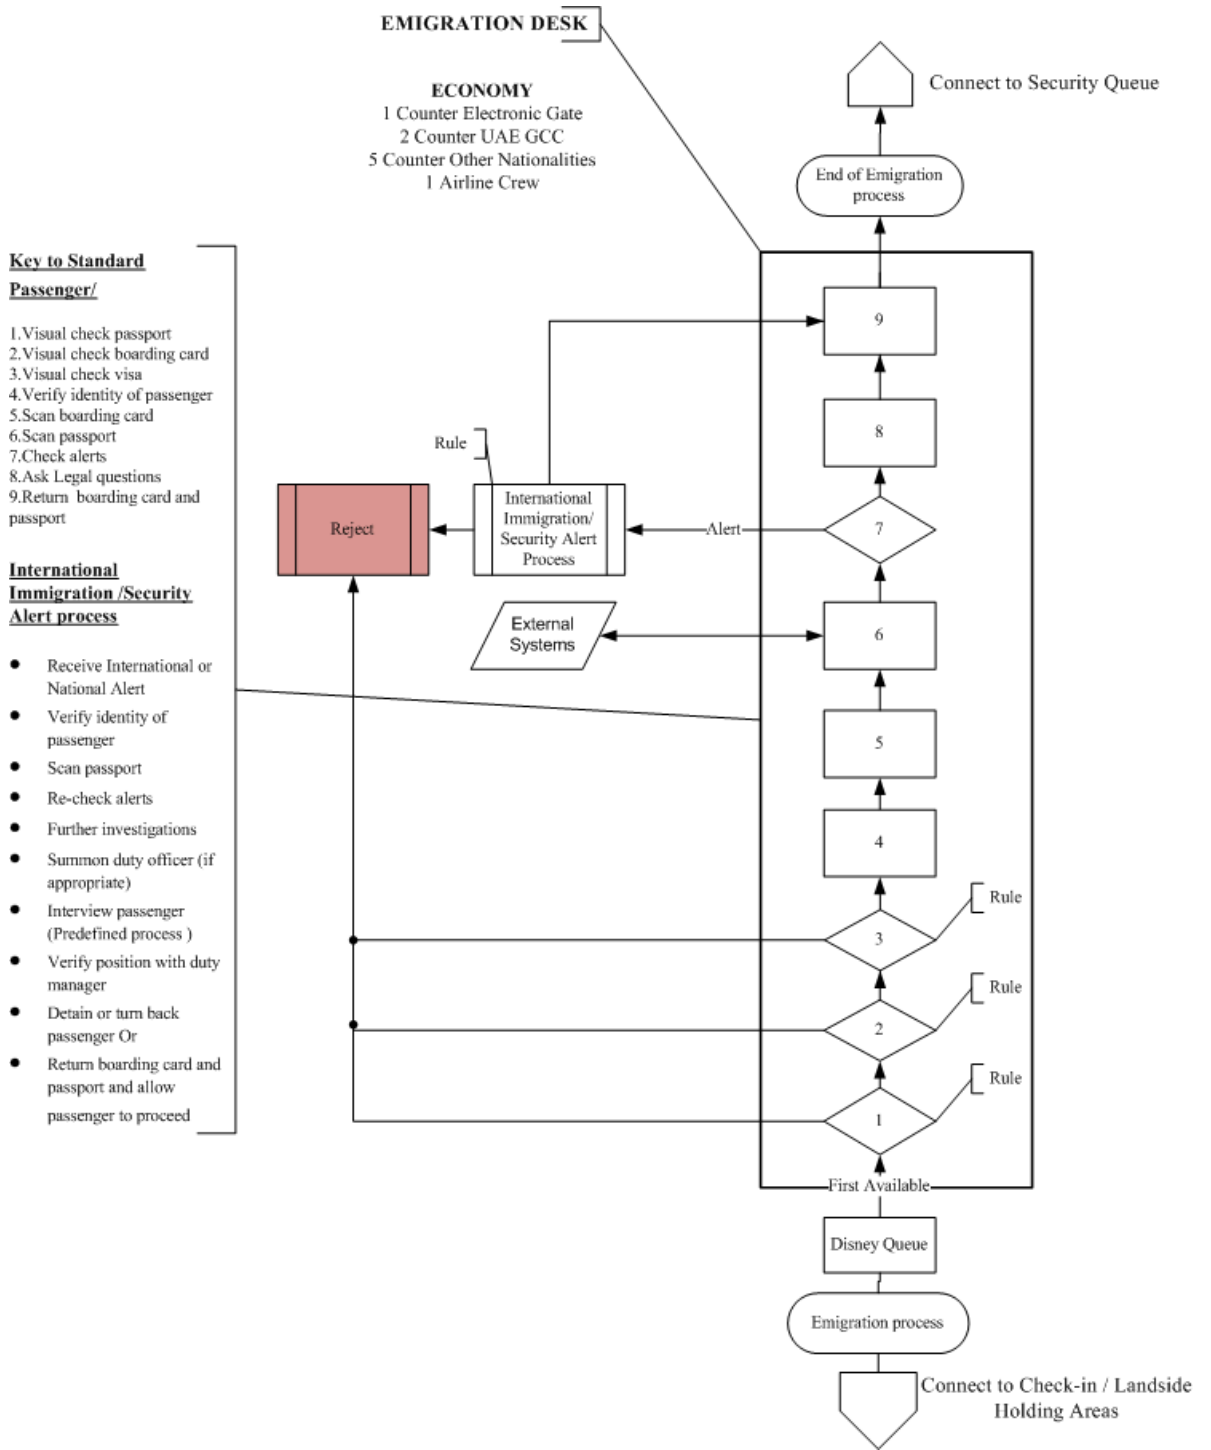 EMIGRATION DESK
ECONOMY
1 Counter Electronic Gate
2 Counter UAE GCC
5 Counter Other Nationalities
1 Airline Crew
Connect to Security Queue
End of Emigration
process
Key to Standard
Passenger/
1.Visual check passport
2.Visual check boarding card
3.Visual check visa
4.Verify identity of passenger
5.Scan boarding card
6.Scan passport
7.Check alerts
8.Ask Legal questions
9.Return boarding card and
passport
International
Immigration /Security
Alert process
Receive International or
National Alert
Verify identity of
passenger
Scan passport
Re-check alerts
Further investigations
Summon duty officer (if
appropriate)
Interview passenger
(Predefined process )
Verify position with duty
manager
Detain or turn back
passenger Or
Return boarding card and
passport and allow
passenger to proceed
9
8
Rule
Reject
International
Immigration/
Security Alert
Process
Alert
7
External
Systems
6
5
4
Rule
3
Rule
2
Rule
1
First Available
Disney Queue
Emigration process
Connect to Check-in / Landside
Holding Areas